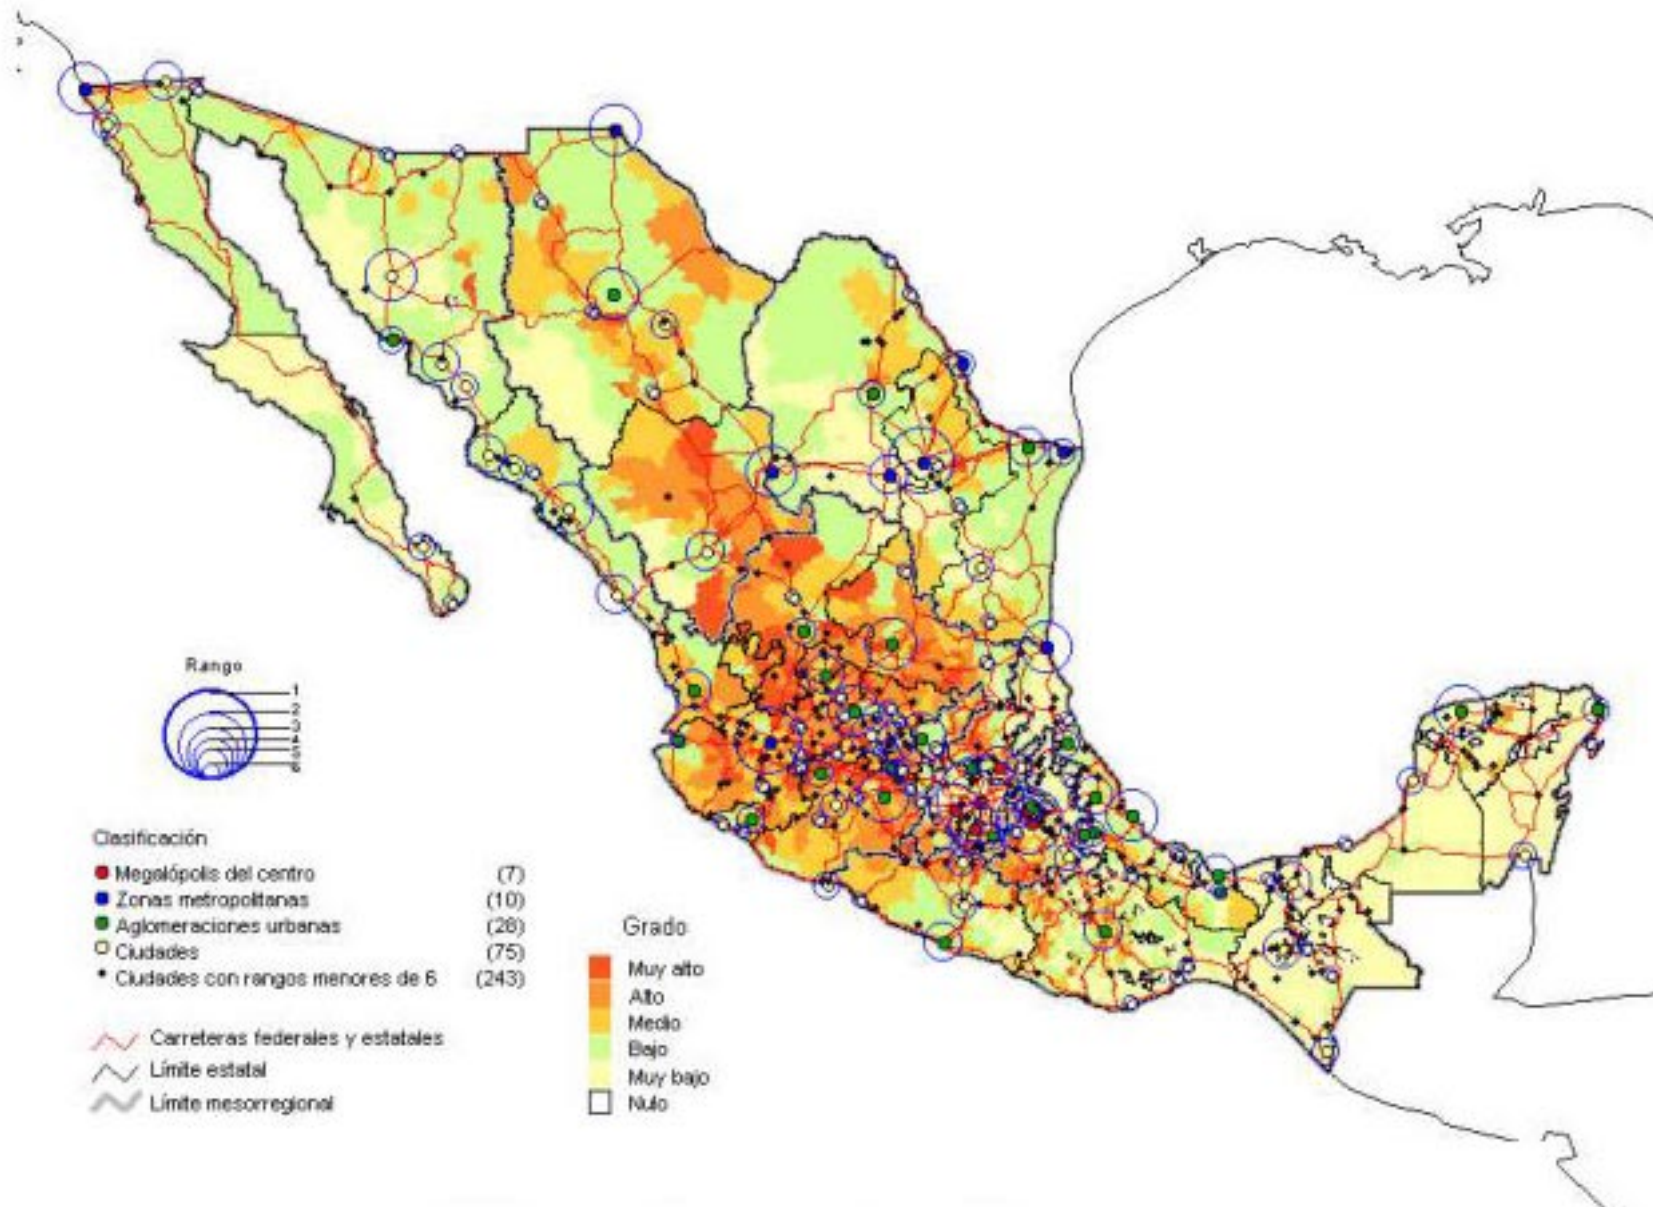 Rango
1
2
3
4
5
6
Clasificación
Megalópolis del centro (7)
Zonas metropolitanas (10)
Aglomeraciones urbanas (28)
Ciudades (75)
Ciudades con rangos menores de 6 (243)
Carreteras federales y estatales
Límite estatal
Límite mesorregional
Grado
Muy alto
Alto
Medio
Bajo
Muy bajo
Nulo